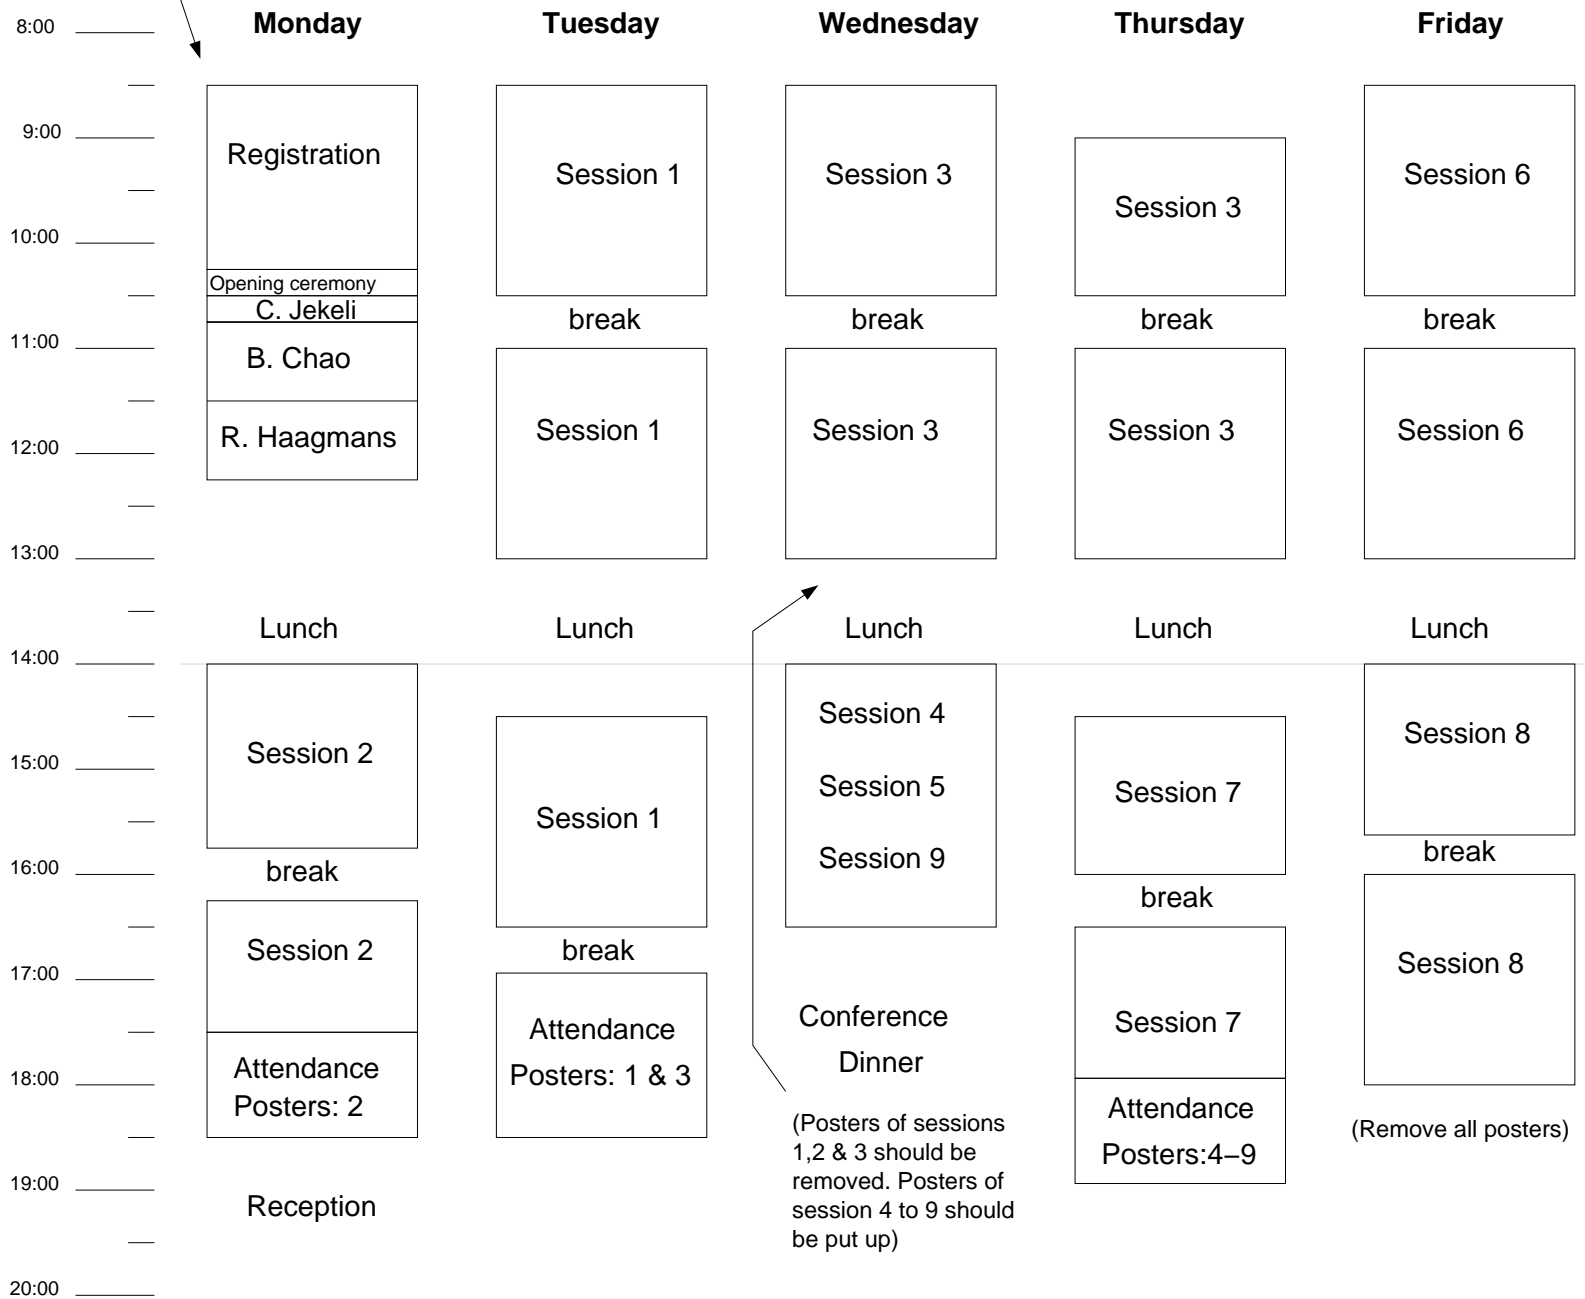 Monday
Tuesday
Wednesday
Thursday
Friday
8:00
9:00
10:00
11:00
12:00
13:00
14:00
15:00
16:00
17:00
18:00
19:00
20:00
Registration
Opening ceremony
C. Jekeli
B. Chao
R. Haagmans
Lunch
Session 2
break
Session 2
Attendance
Posters: 2
Reception
Session 1
break
Session 1
Lunch
Session 1
break
Attendance
Posters: 1 & 3
Session 3
break
Session 3
Lunch
Session 4
Session 5
Session 9
Conference
Dinner
(Posters of sessions
1,2 & 3 should be
removed. Posters of
session 4 to 9 should
be put up)
Session 3
break
Session 3
Lunch
Session 7
break
Session 7
Attendance
Posters:4–9
Session 6
break
Session 6
Lunch
Session 8
break
Session 8
(Remove all posters)